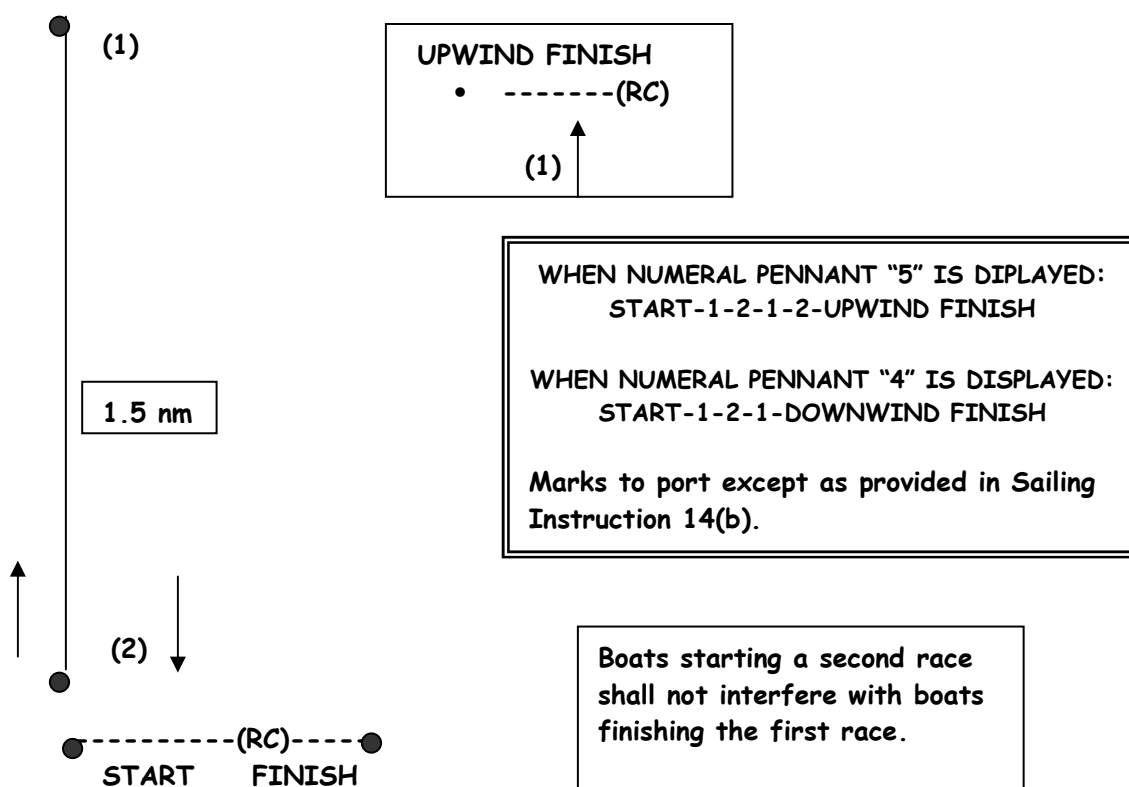 (1)
UPWIND FINISH
• -------(RC)
(1)
WHEN NUMERAL PENNANT “5” IS DIPLAYED:
START-1-2-1-2-UPWIND FINISH
WHEN NUMERAL PENNANT “4” IS DISPLAYED:
START-1-2-1-DOWNWIND FINISH
Marks to port except as provided in Sailing
Instruction 14(b).
1.5 nm
(2)
Boats starting a second race
shall not interfere with boats
finishing the first race.
----------(RC)-----
START FINISH